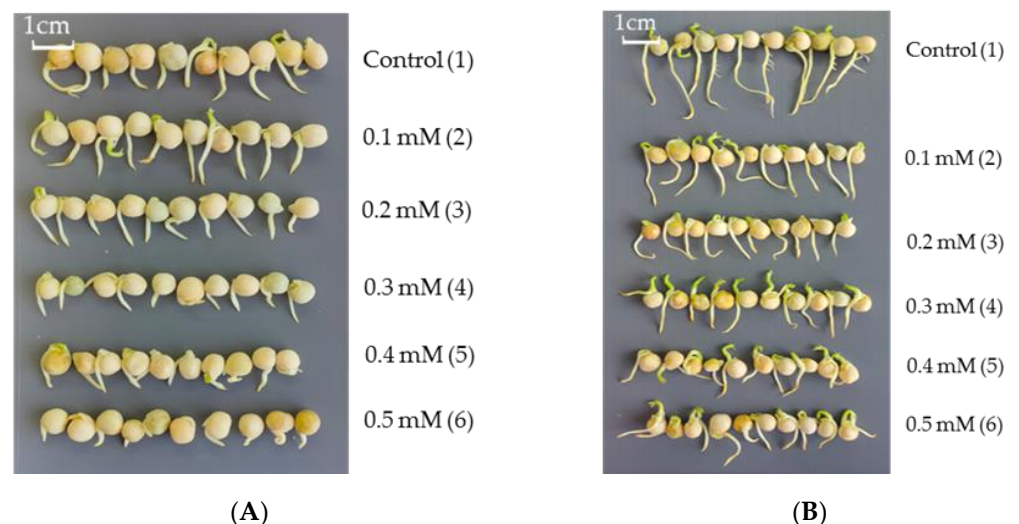 1cm
Control (1)
0.1 mM (2)
0.2 mM (3)
0.3 mM (4)
0.4 mM (5)
0.5 mM (6)
(A)
1cm
Control (1)
0.1 mM (2)
0.2 mM (3)
0.3 mM (4)
0.4 mM (5)
0.5 mM (6)
(B)